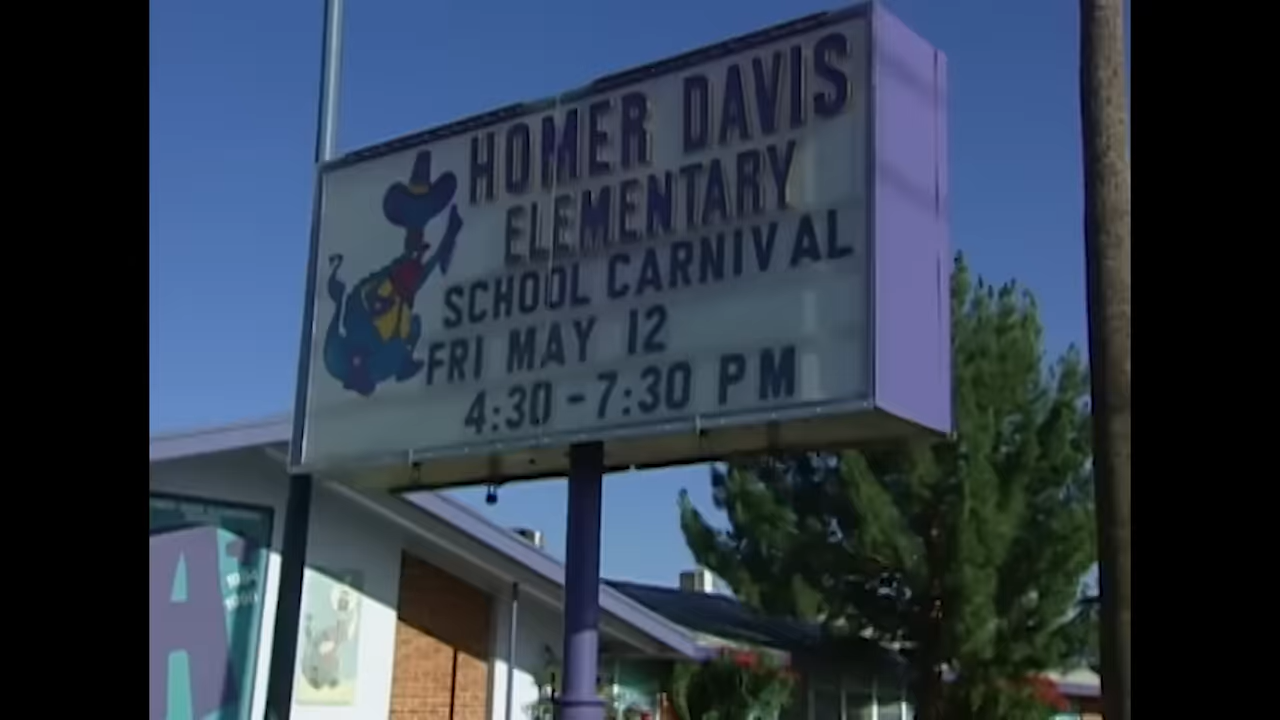 HOMER DAVIS
ELEMENTARY
SCHOOL CARNIVAL
FRI MAY 12
4:30-7:30 PM
A